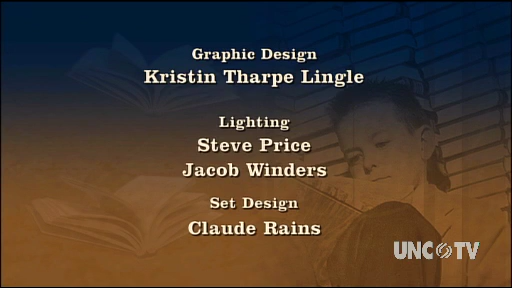 Graphic Design
Kristin Tharpe Lingle
Lighting
Steve Price
Jacob Winders
Set Design
Claude Rains
UNC TV